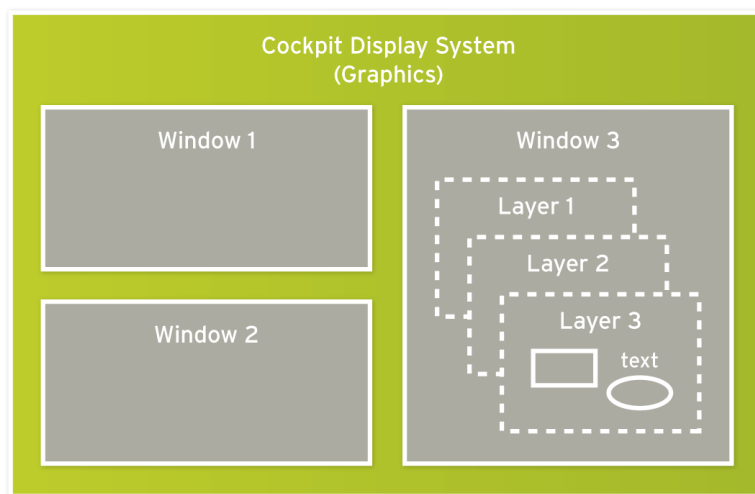 Cockpit Display System
(Graphics)
Window 1
Window 2
Window 3
Layer 1
Layer 2
Layer 3
text